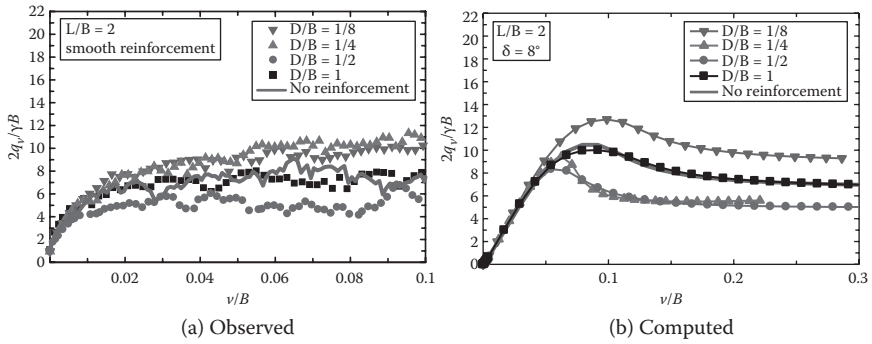 L/B = 2
smooth reinforcement
D/B = 1/8
D/B = 1/4
D/B = 1/2
D/B = 1
No reinforcement
22
20
18
16
14
12
10
8
6
4
2
0
2qᵥ/γB
0.02
0.04
0.06
0.08
0.1
v/B
(a) Observed
L/B = 2
δ = 8°
D/B = 1/8
D/B = 1/4
D/B = 1/2
D/B = 1
No reinforcement
22
20
18
16
14
12
10
8
6
4
2
0
2qᵥ/γB
0
0.1
0.2
0.3
v/B
(b) Computed